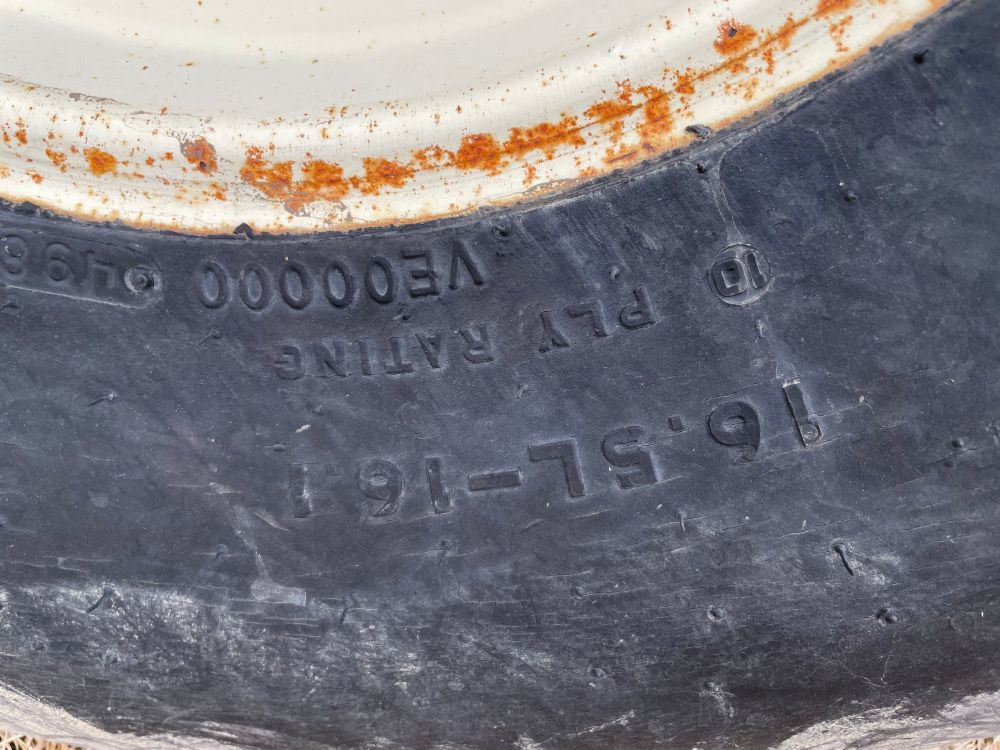 16.5L-16.1
10 PLY RATING
VE00000